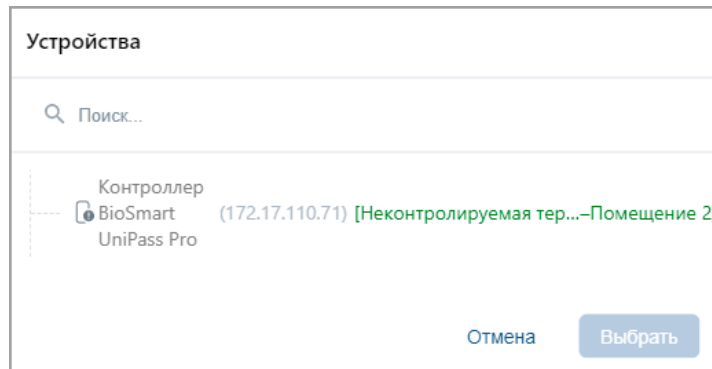 Устройства
Поиск...
Контроллер
BioSmart (172.17.110.71) [Неконтролируемая тер...–Помещение 2
UniPass Pro
Отмена Выбрать